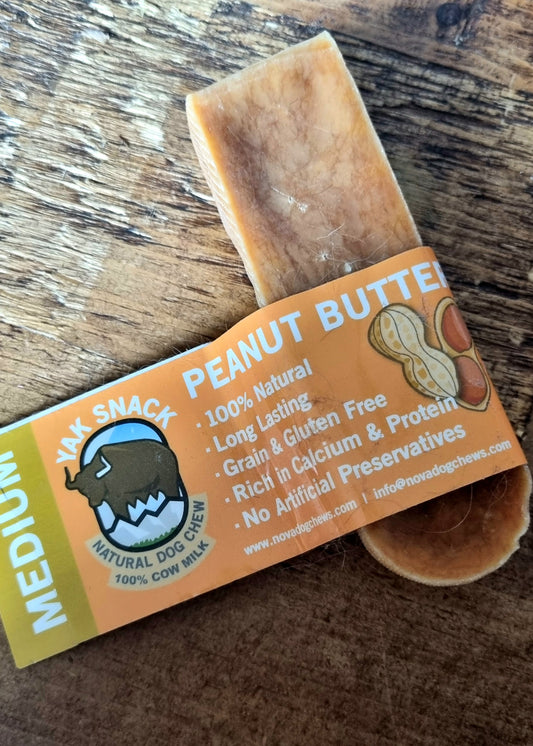 MEDIUM
YAK SNACK
NATURAL DOG CHEW
100% COW MILK
PEANUT BUTTER
· 100% Natural
· Long Lasting
· Grain & Gluten Free
· Rich in Calcium & Protein
· No Artificial Preservatives
www.novadogchews.com | info@novadogchews.com